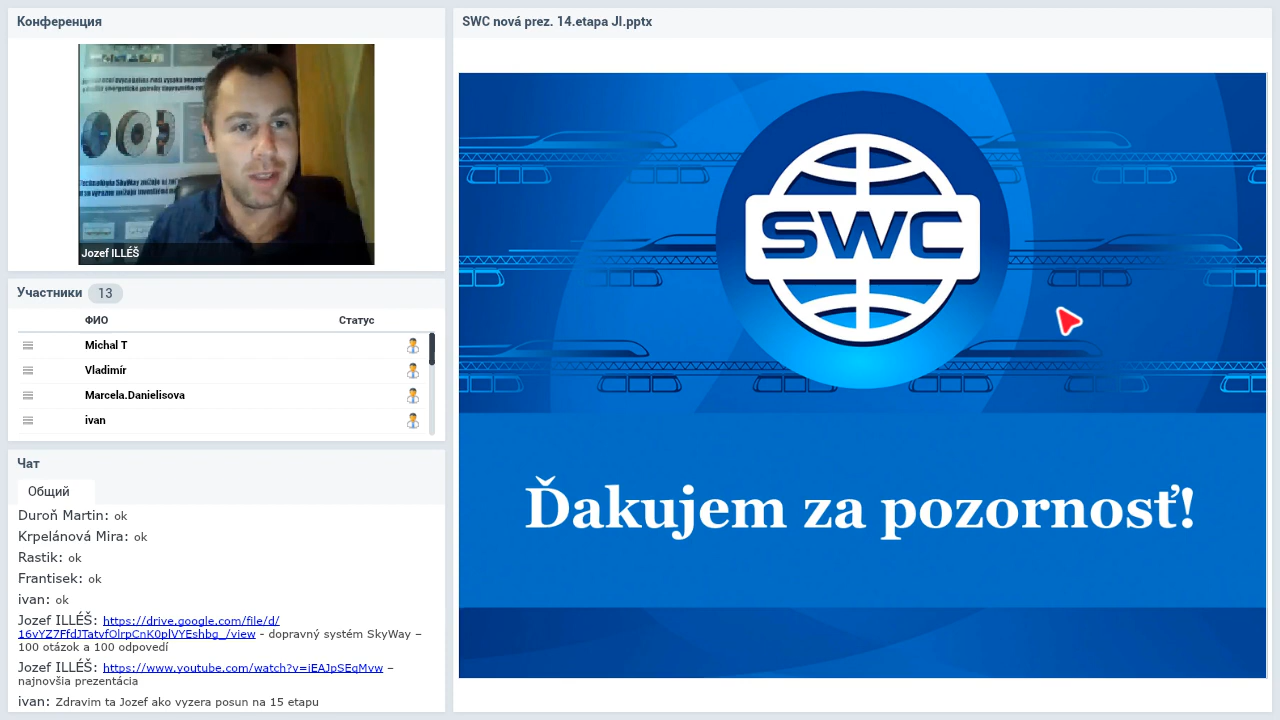 Конференция
Jozef ILLÉŠ
Участники 13
ФИО Статус
Michal T
Vladimír
Marcela.Danielisova
ivan
Чат
Общий
Duroň Martin: ok
Krpelánová Mira: ok
Rastik: ok
Frantisek: ok
ivan: ok
Jozef ILLÉŠ: https://drive.google.com/file/d/
16vYZ7FfdJTatvfOlrpCnK0plVYEshbg_/view - dopravný systém SkyWay –
100 otázok a 100 odpovedí
Jozef ILLÉŠ: https://www.youtube.com/watch?v=iEAJpSEqMvw –
najnovšia prezentácia
ivan: Zdravim ta Jozef ako vyzera posun na 15 etapu
SWC nová prez. 14.etapa JI.pptx
SWC
Ďakujem za pozornosť!